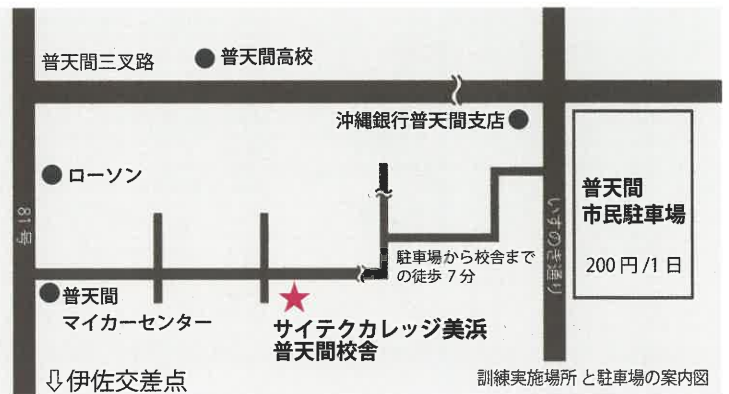 普天間三叉路
普天間高校
沖縄銀行普天間支店
ローソン
81号
いすのき通り
普天間
市民駐車場
200円/1日
駐車場から校舎まで
の徒歩7分
普天間
マイカーセンター
サイテクカレッジ美浜
普天間校舎
⇩伊佐交差点
訓練実施場所と駐車場の案内図